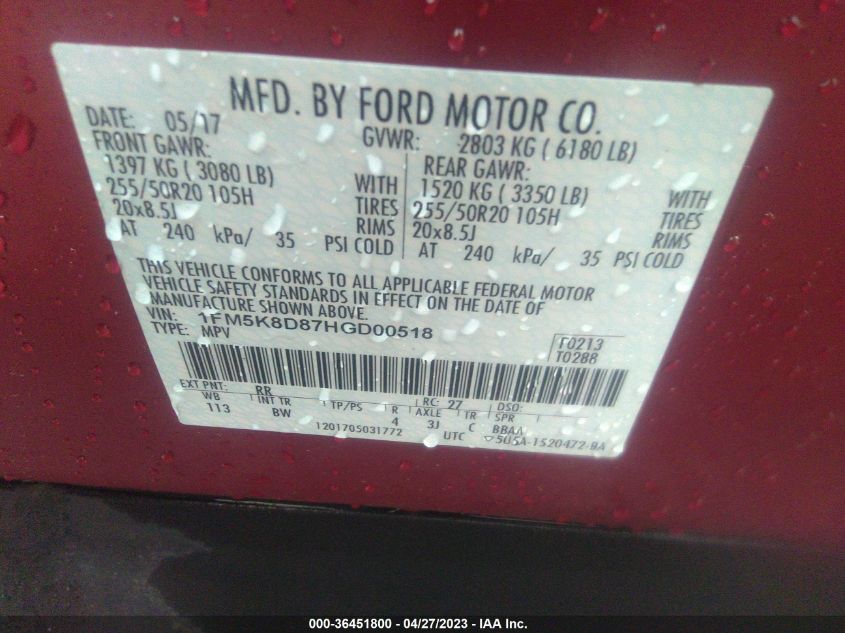 MFD. BY FORD MOTOR CO.
DATE: 05/17 GVWR: 2803 KG ( 6180 LB)
FRONT GAWR: REAR GAWR:
1397 KG ( 3080 LB) WITH 1520 KG ( 3350 LB) WITH
255/50R20 105H TIRES 255/50R20 105H TIRES
20x8.5J RIMS 20x8.5J RIMS
AT 240 kPa/ 35 PSI COLD AT 240 kPa/ 35 PSI COLD
THIS VEHICLE CONFORMS TO ALL APPLICABLE FEDERAL MOTOR
VEHICLE SAFETY STANDARDS IN EFFECT ON THE DATE OF
MANUFACTURE SHOWN ABOVE.
VIN: 1FM5K8D87HGD00518
TYPE: MPV
F0213
T0288
EXT PNT: RR RC: 27 DSO:
WB INT TR TP/PS R AXLE TR SPR
113 BW 4 3J C BBAA
1201705031772 UTC ▽5U5A-1520472-BA
000-36451800 - 04/27/2023 - IAA Inc.